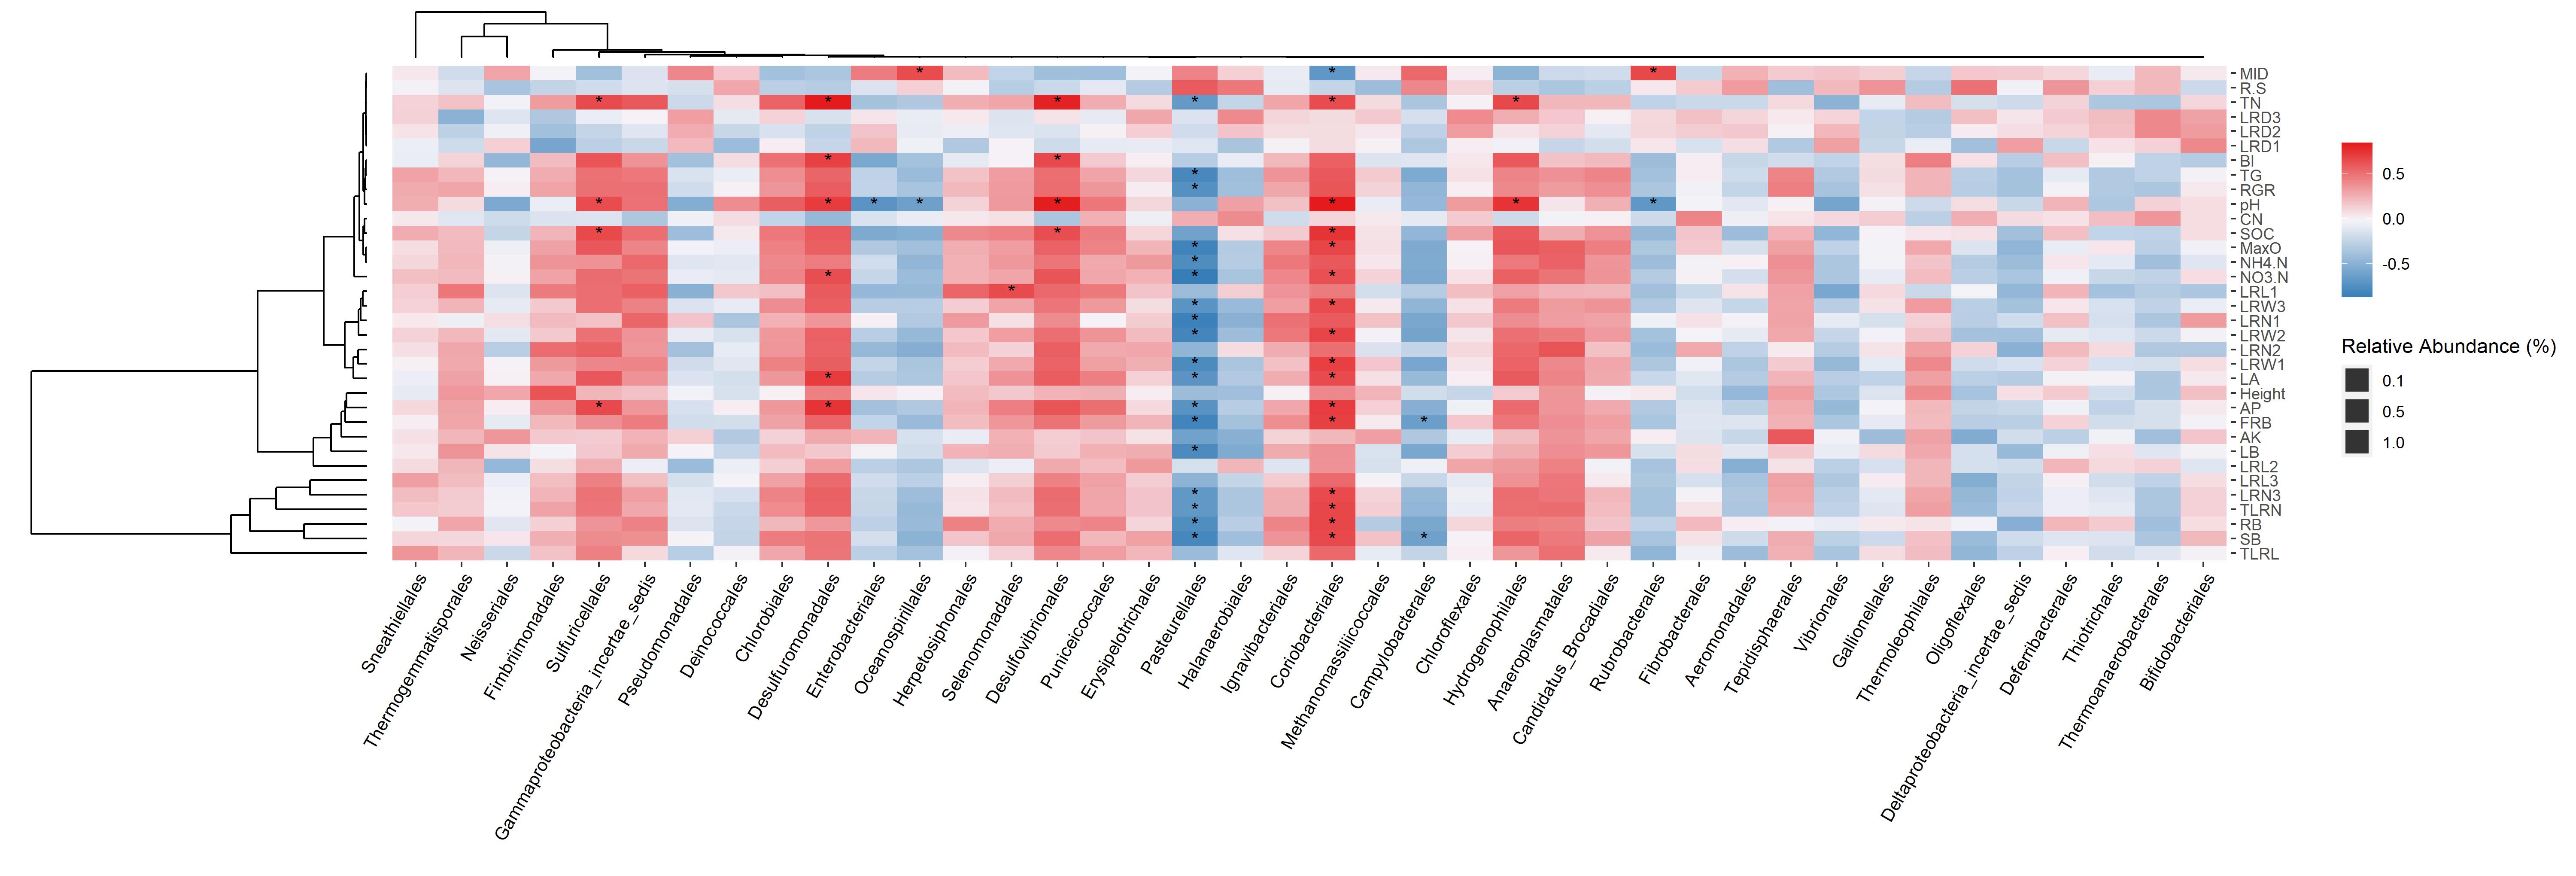 MID
R.S
TN
LRD3
LRD2
LRD1
BI
TG
RGR
pH
CN
SOC
MaxO
NH4.N
NO3.N
LRL1
LRW3
LRN1
LRW2
LRN2
LRW1
LA
Height
AP
FRB
AK
LB
LRL2
LRL3
LRN3
TLRN
RB
SB
TLRL
0.5
0.0
-0.5
Relative Abundance (%)
0.1
0.5
1.0
Sneathiellales
Thermogemmatisporales
Neisseriales
Fimbriimonadales
Sulfuricellales
Gammaproteobacteria_incertae_sedis
Pseudomonadales
Deinococcales
Chlorobiales
Desulfuromonadales
Enterobacteriales
Oceanospirillales
Herpetosiphonales
Selenomonadales
Desulfovibrionales
Puniceicoccales
Erysipelotrichales
Pasteurellales
Halanaerobiales
Ignavibacteriales
Coriobacteriales
Methanomassiliicoccales
Campylobacterales
Chloroflexales
Hydrogenophilales
Anaeroplasmatales
Candidatus_Brocadiales
Rubrobacterales
Fibrobacterales
Aeromonadales
Tepidisphaerales
Vibrionales
Gallionellales
Thermoleophilales
Oligoflexales
Deltaproteobacteria_incertae_sedis
Deferribacterales
Thiotrichales
Thermoanaerobacterales
Bifidobacteriales